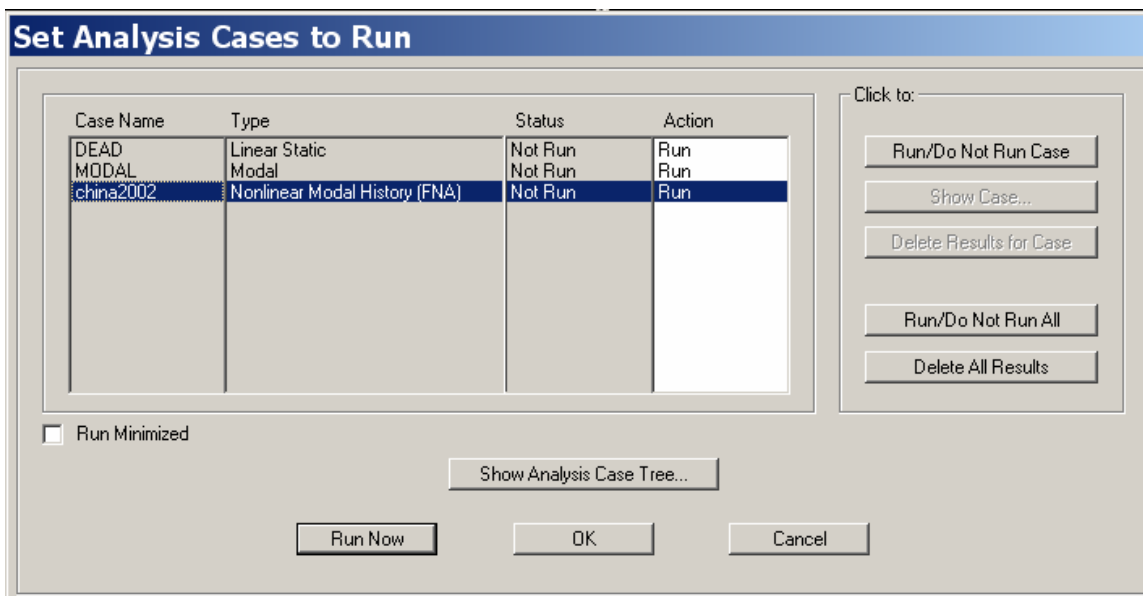 Set Analysis Cases to Run
Case Name Type Status Action
DEAD Linear Static Not Run Run
MODAL Modal Not Run Run
china2002 Nonlinear Modal History (FNA) Not Run Run
Click to:
Run/Do Not Run Case
Show Case...
Delete Results for Case
Run/Do Not Run All
Delete All Results
Run Minimized
Show Analysis Case Tree...
Run Now OK Cancel